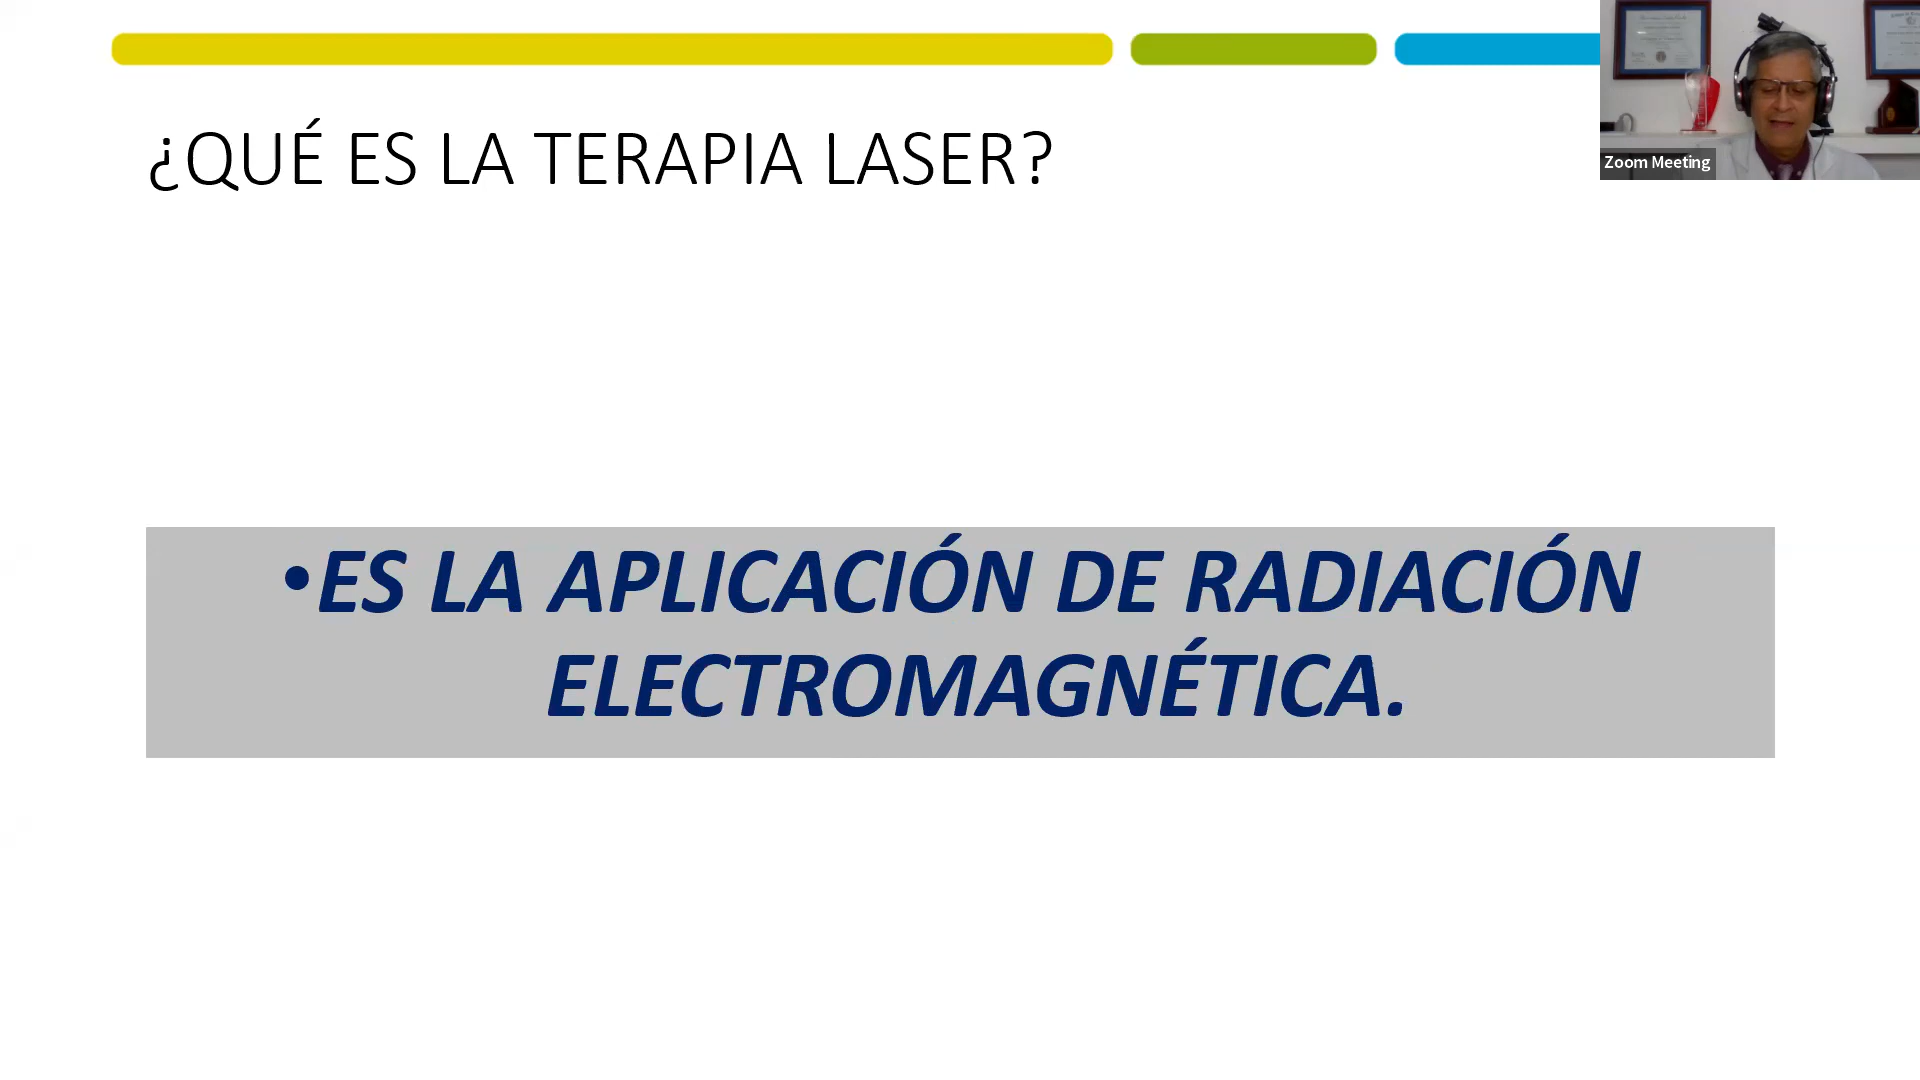 ¿QUÉ ES LA TERAPIA LASER?
Zoom Meeting
•ES LA APLICACIÓN DE RADIACIÓN
ELECTROMAGNÉTICA.